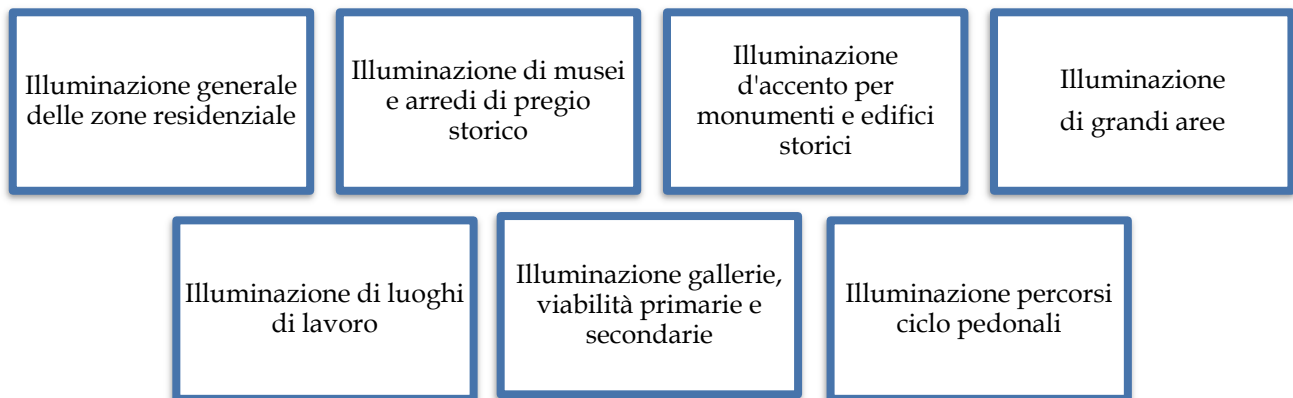 Illuminazione generale
delle zone residenziale
Illuminazione di musei
e arredi di pregio
storico
Illuminazione
d'accento per
monumenti e edifici
storici
Illuminazione
di grandi aree
Illuminazione di luoghi
di lavoro
Illuminazione gallerie,
viabilità primarie e
secondarie
Illuminazione percorsi
ciclo pedonali